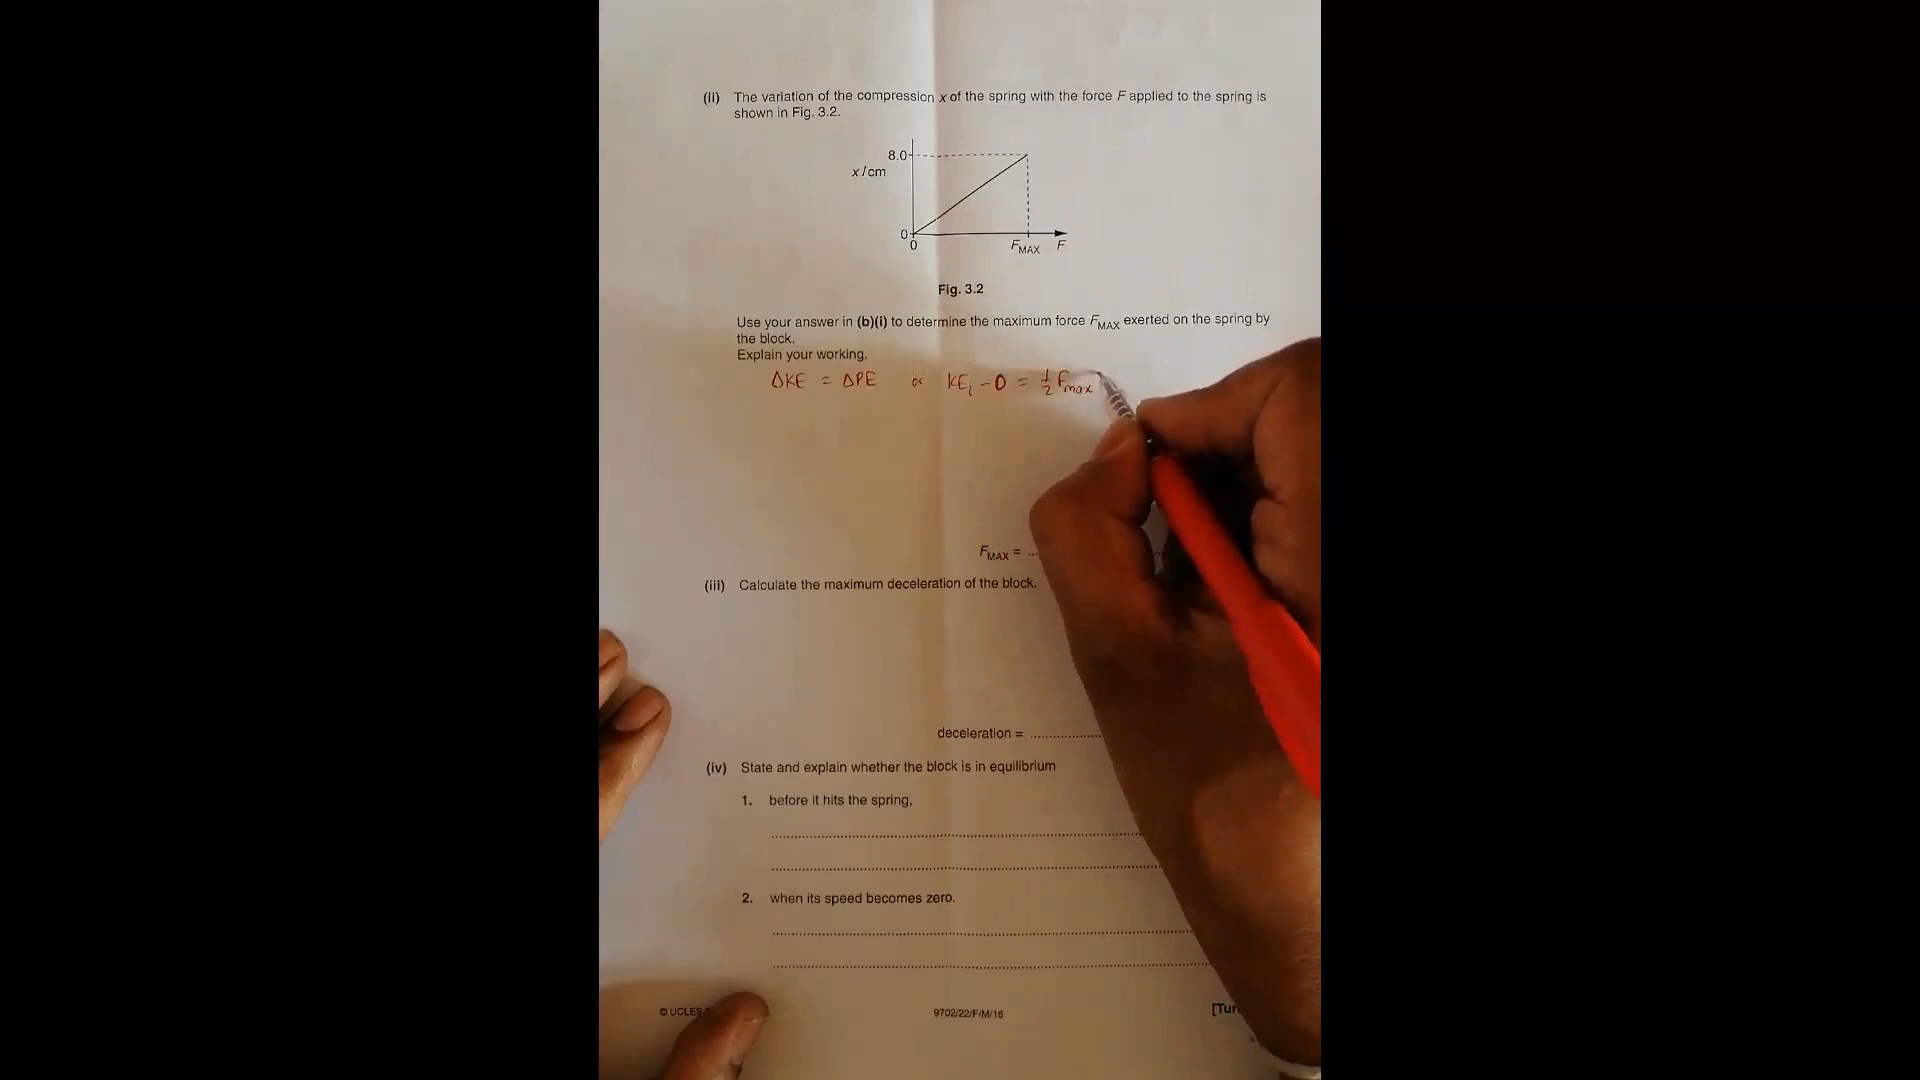 (ii) The variation of the compression x of the spring with the force F applied to the spring is
shown in Fig. 3.2.
8.0
x/cm
0
0
FMAX F
Fig. 3.2
Use your answer in (b)(i) to determine the maximum force FMAX exerted on the spring by
the block.
Explain your working.
ΔKE = ΔPE or KEi - 0 = 1/2 Fmax
FMAX = ...
(iii) Calculate the maximum deceleration of the block.
deceleration = ....................
(iv) State and explain whether the block is in equilibrium
1. before it hits the spring,
2. when its speed becomes zero.
© UCLES
9702/22/F/M/16